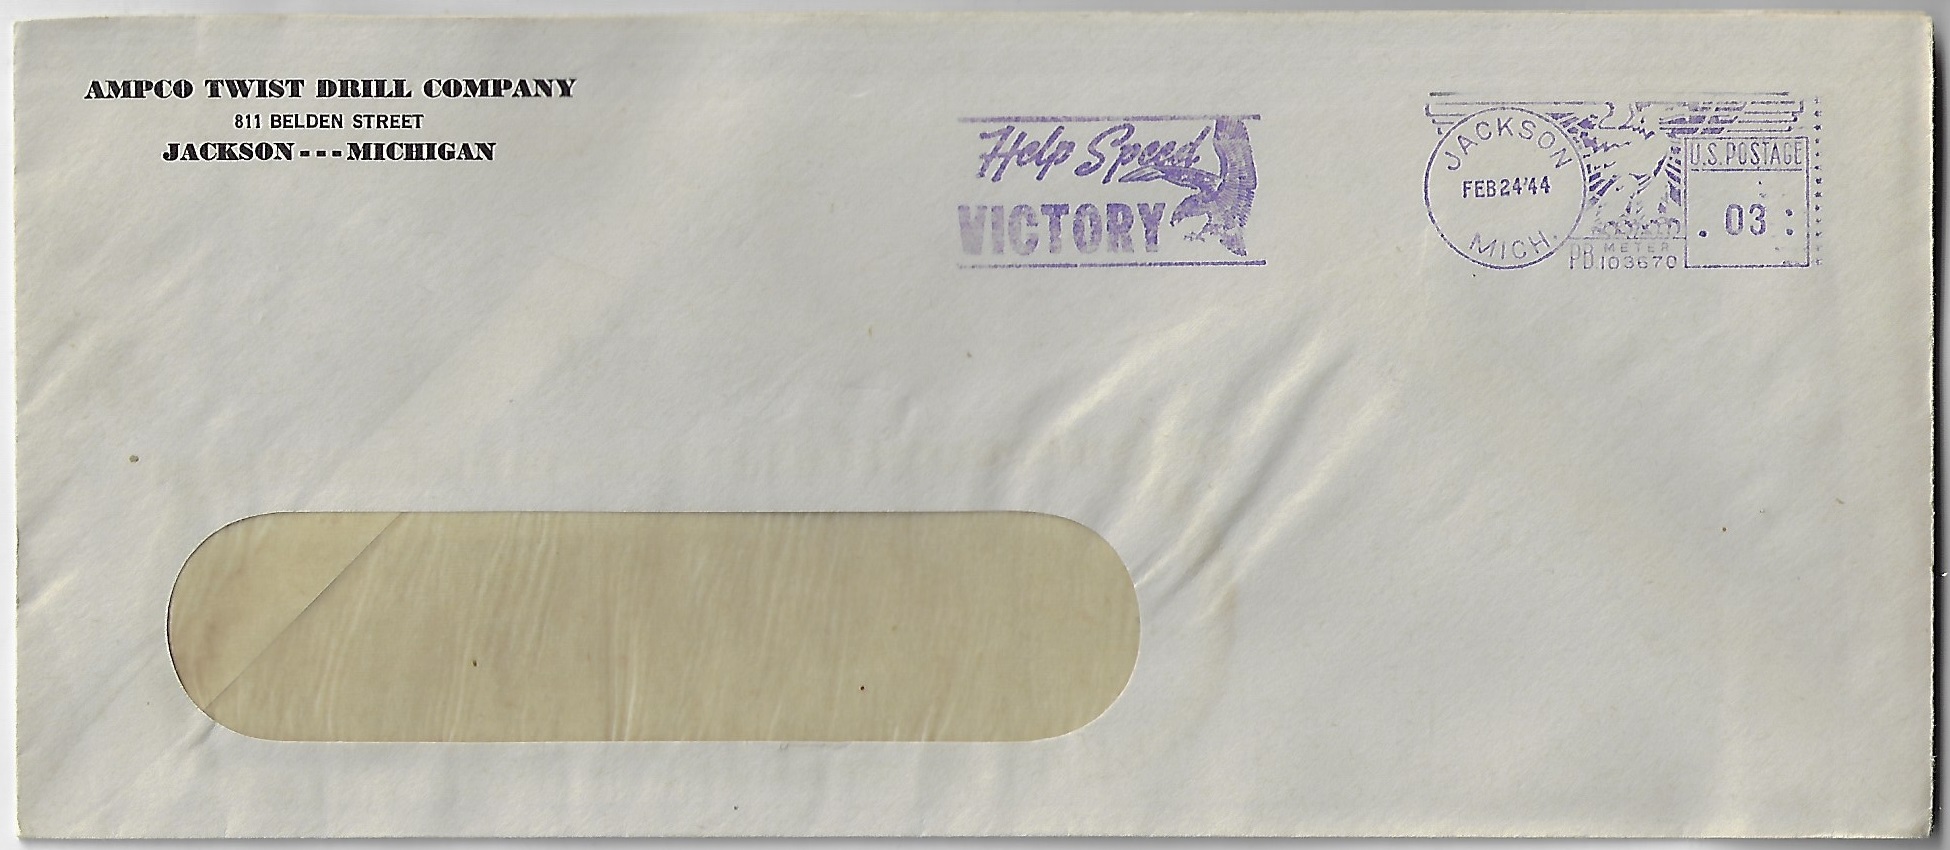 AMPCO TWIST DRILL COMPANY
811 BELDEN STREET
JACKSON---MICHIGAN
Help Speed
VICTORY
JACKSON
FEB 24 '44
MICH.
PB METER
103670
U.S. POSTAGE
.03